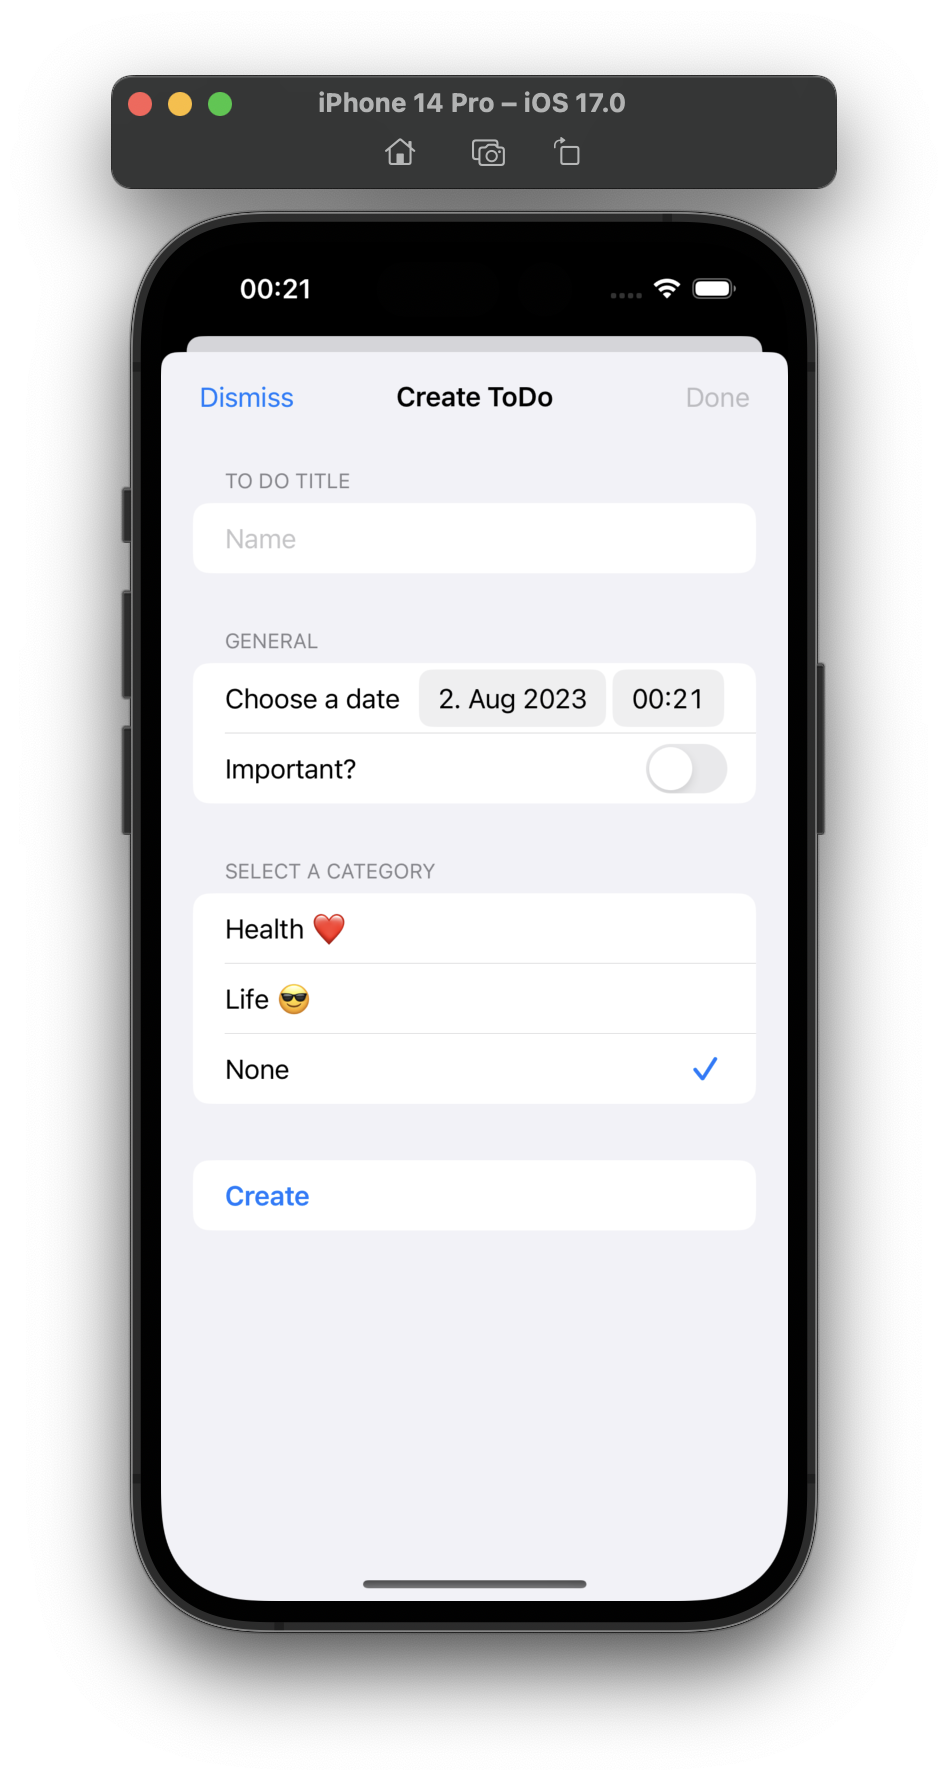 iPhone 14 Pro – iOS 17.0
00:21
Dismiss Create ToDo Done
TO DO TITLE
Name
GENERAL
Choose a date 2. Aug 2023 00:21
Important?
SELECT A CATEGORY
Health ❤️
Life 😎
None
Create